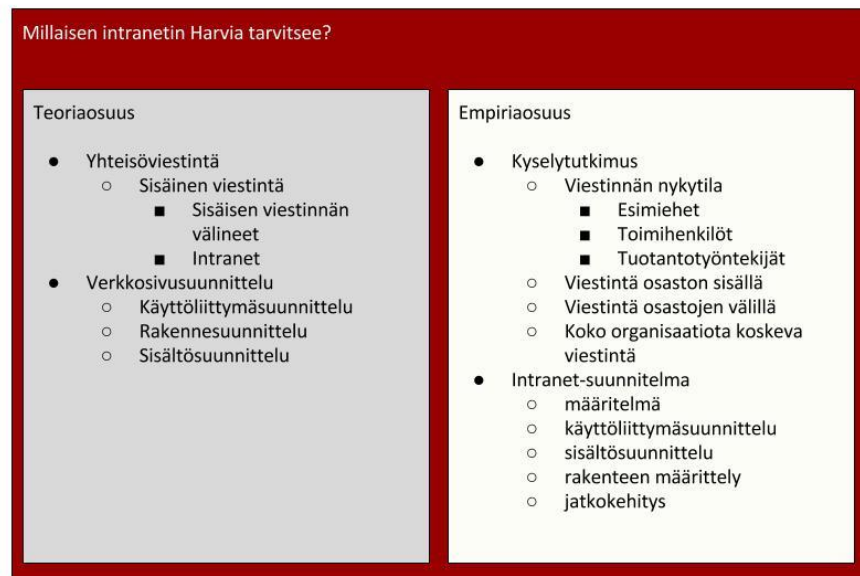 Millaisen intranetin Harvia tarvitsee?
Teoriaosuus
● Yhteisöviestintä
○ Sisäinen viestintä
■ Sisäisen viestinnän
välineet
■ Intranet
● Verkkosivusuunnittelu
○ Käyttöliittymäsuunnittelu
○ Rakennesuunnittelu
○ Sisältösuunnittelu
Empiriaosuus
● Kyselytutkimus
○ Viestinnän nykytila
■ Esimiehet
■ Toimihenkilöt
■ Tuotantotyöntekijät
○ Viestintä osaston sisällä
○ Viestintä osastojen välillä
○ Koko organisaatiota koskeva
viestintä
● Intranet-suunnitelma
○ määritelmä
○ käyttöliittymäsuunnittelu
○ sisältösuunnittelu
○ rakenteen määrittely
○ jatkokehitys